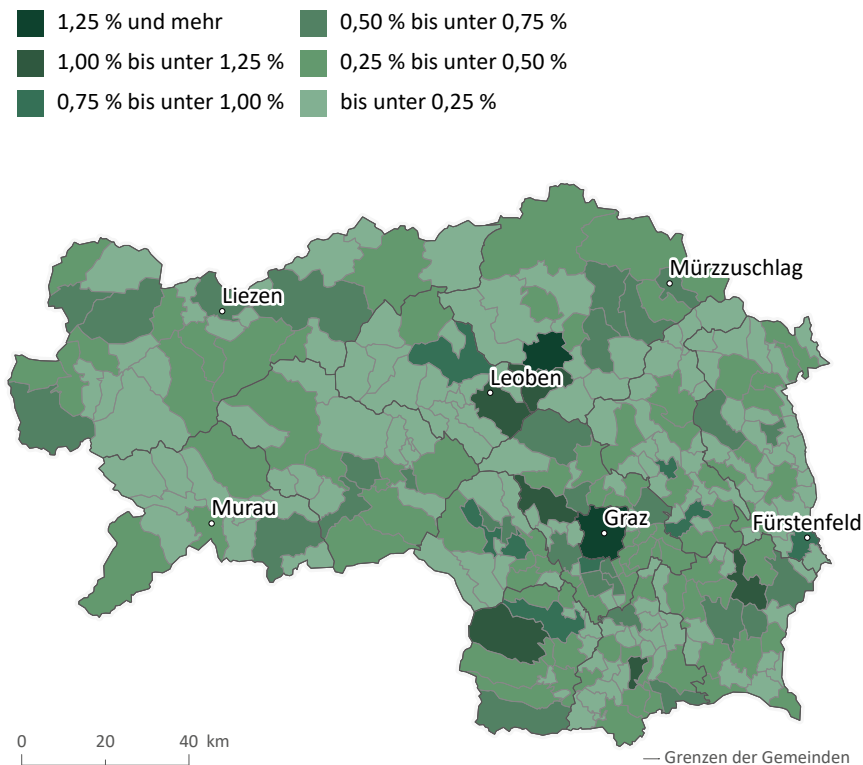 1,25 % und mehr
1,00 % bis unter 1,25 %
0,75 % bis unter 1,00 %
0,50 % bis unter 0,75 %
0,25 % bis unter 0,50 %
bis unter 0,25 %
Mürzzuschlag
Liezen
Leoben
Murau
Graz
Fürstenfeld
0 20 40 km
— Grenzen der Gemeinden